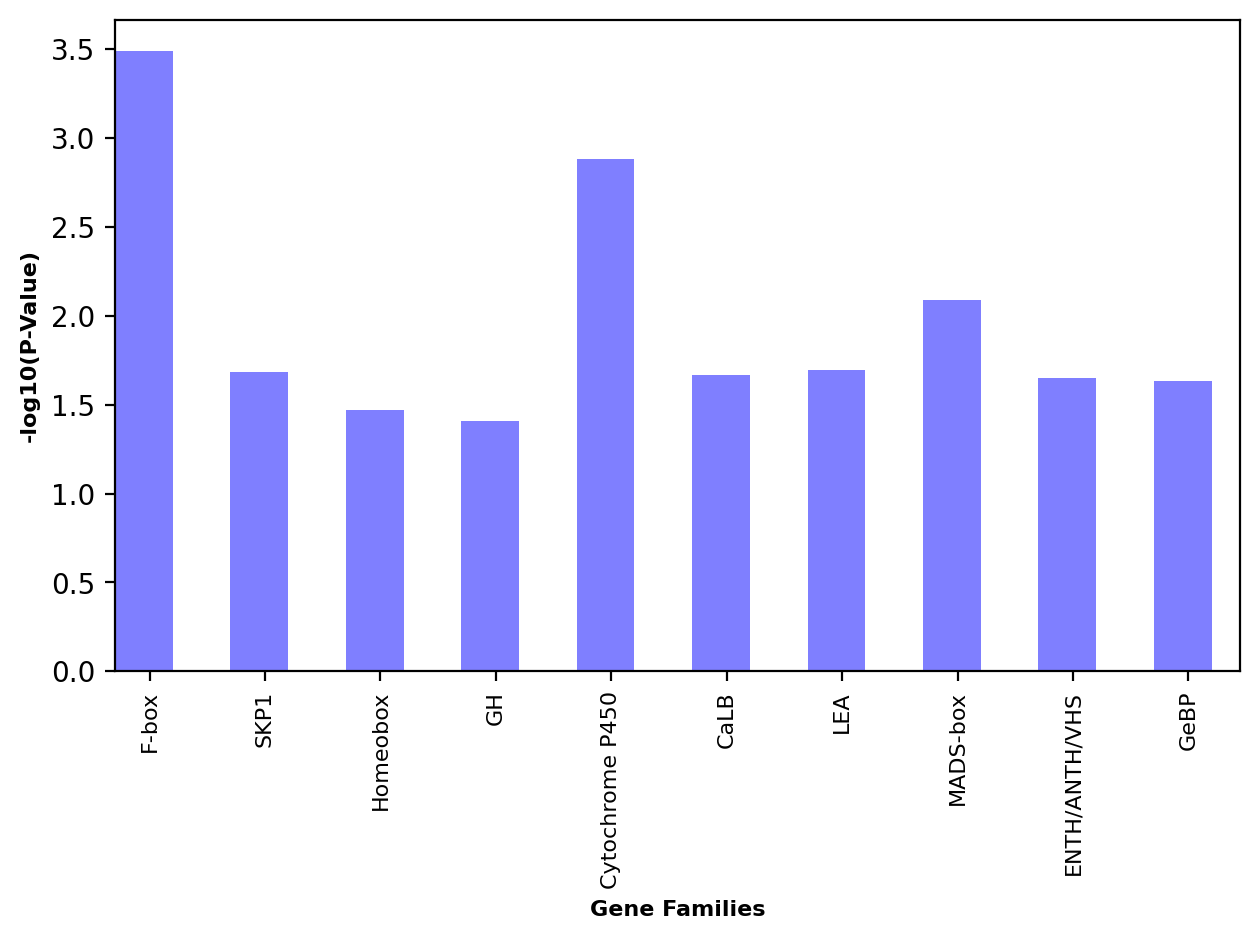 3.5
3.0
2.5
2.0
1.5
1.0
0.5
0.0
-log10(P-Value)
F-box
SKP1
Homeobox
GH
Cytochrome P450
CaLB
LEA
MADS-box
ENTH/ANTH/VHS
GeBP
Gene Families